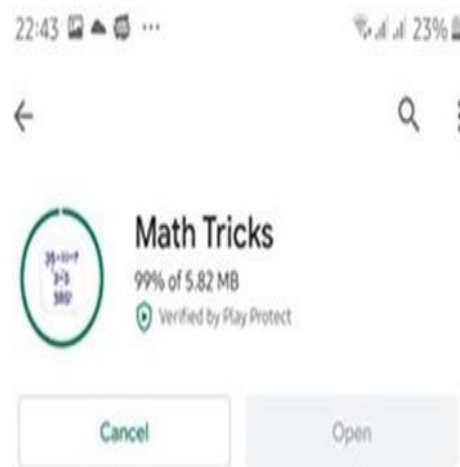 22:43 ... 23%
Math Tricks
99% of 5.82 MB
Verified by Play Protect
Cancel Open